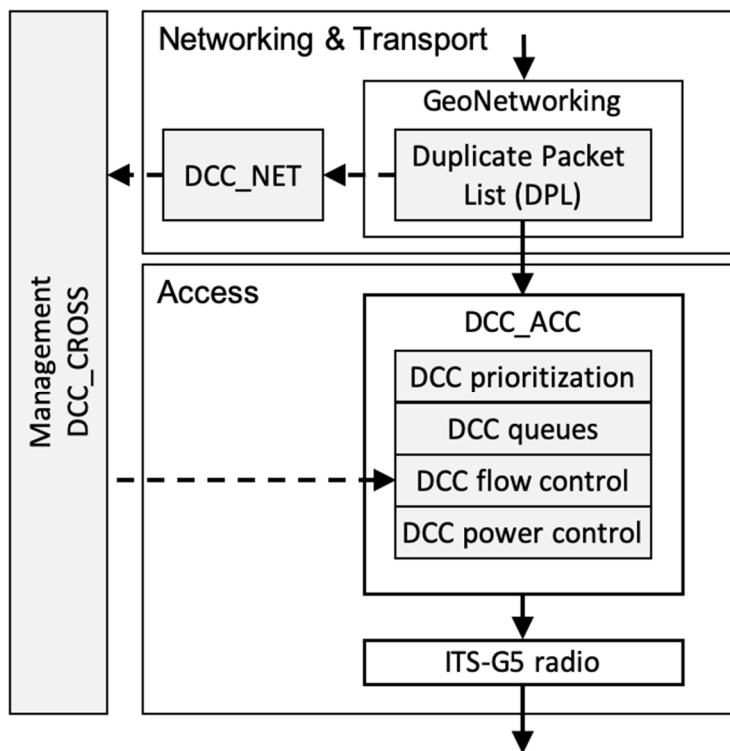 Networking & Transport
GeoNetworking
DCC_NET
Duplicate Packet
List (DPL)
Management
DCC_CROSS
Access
DCC_ACC
DCC prioritization
DCC queues
DCC flow control
DCC power control
ITS-G5 radio